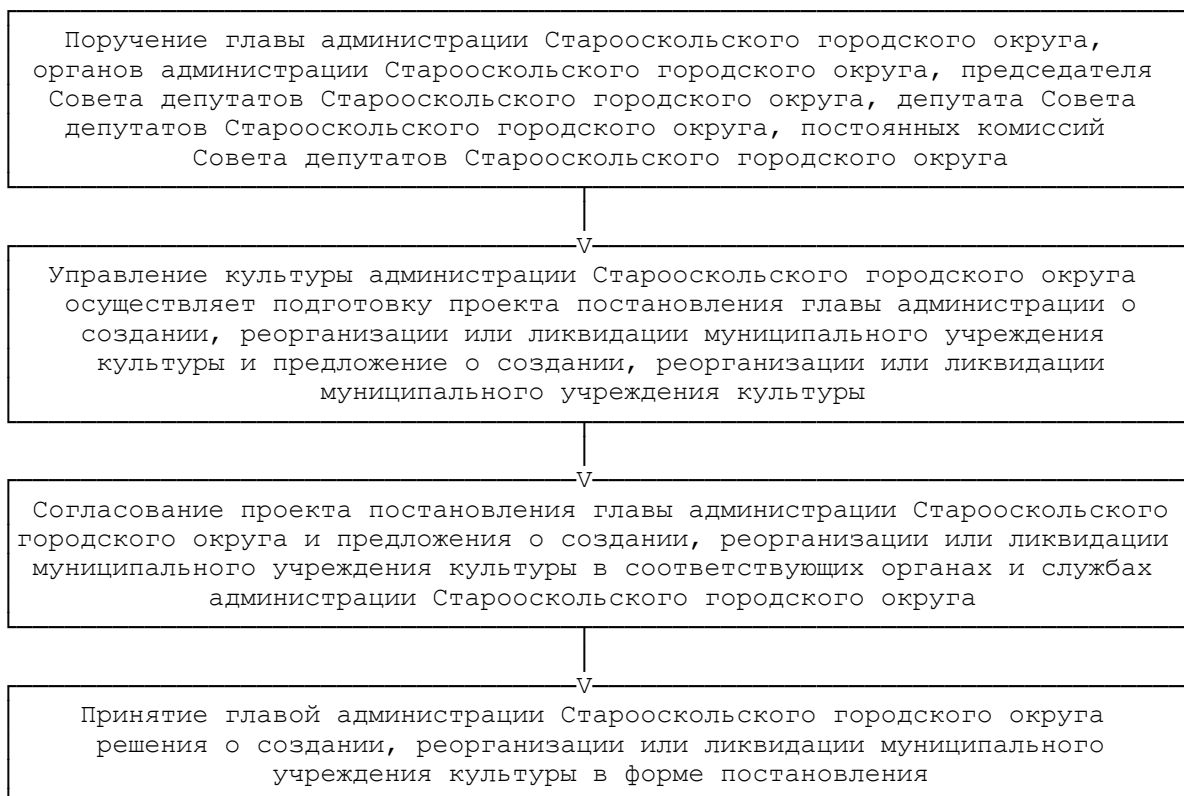 Поручение главы администрации Старооскольского городского округа,
органов администрации Старооскольского городского округа, председателя
Совета депутатов Старооскольского городского округа, депутата Совета
депутатов Старооскольского городского округа, постоянных комиссий
Совета депутатов Старооскольского городского округа
V
Управление культуры администрации Старооскольского городского округа
осуществляет подготовку проекта постановления главы администрации о
создании, реорганизации или ликвидации муниципального учреждения
культуры и предложение о создании, реорганизации или ликвидации
муниципального учреждения культуры
V
Согласование проекта постановления главы администрации Старооскольского
городского округа и предложения о создании, реорганизации или ликвидации
муниципального учреждения культуры в соответствующих органах и службах
администрации Старооскольского городского округа
V
Принятие главой администрации Старооскольского городского округа
решения о создании, реорганизации или ликвидации муниципального
учреждения культуры в форме постановления